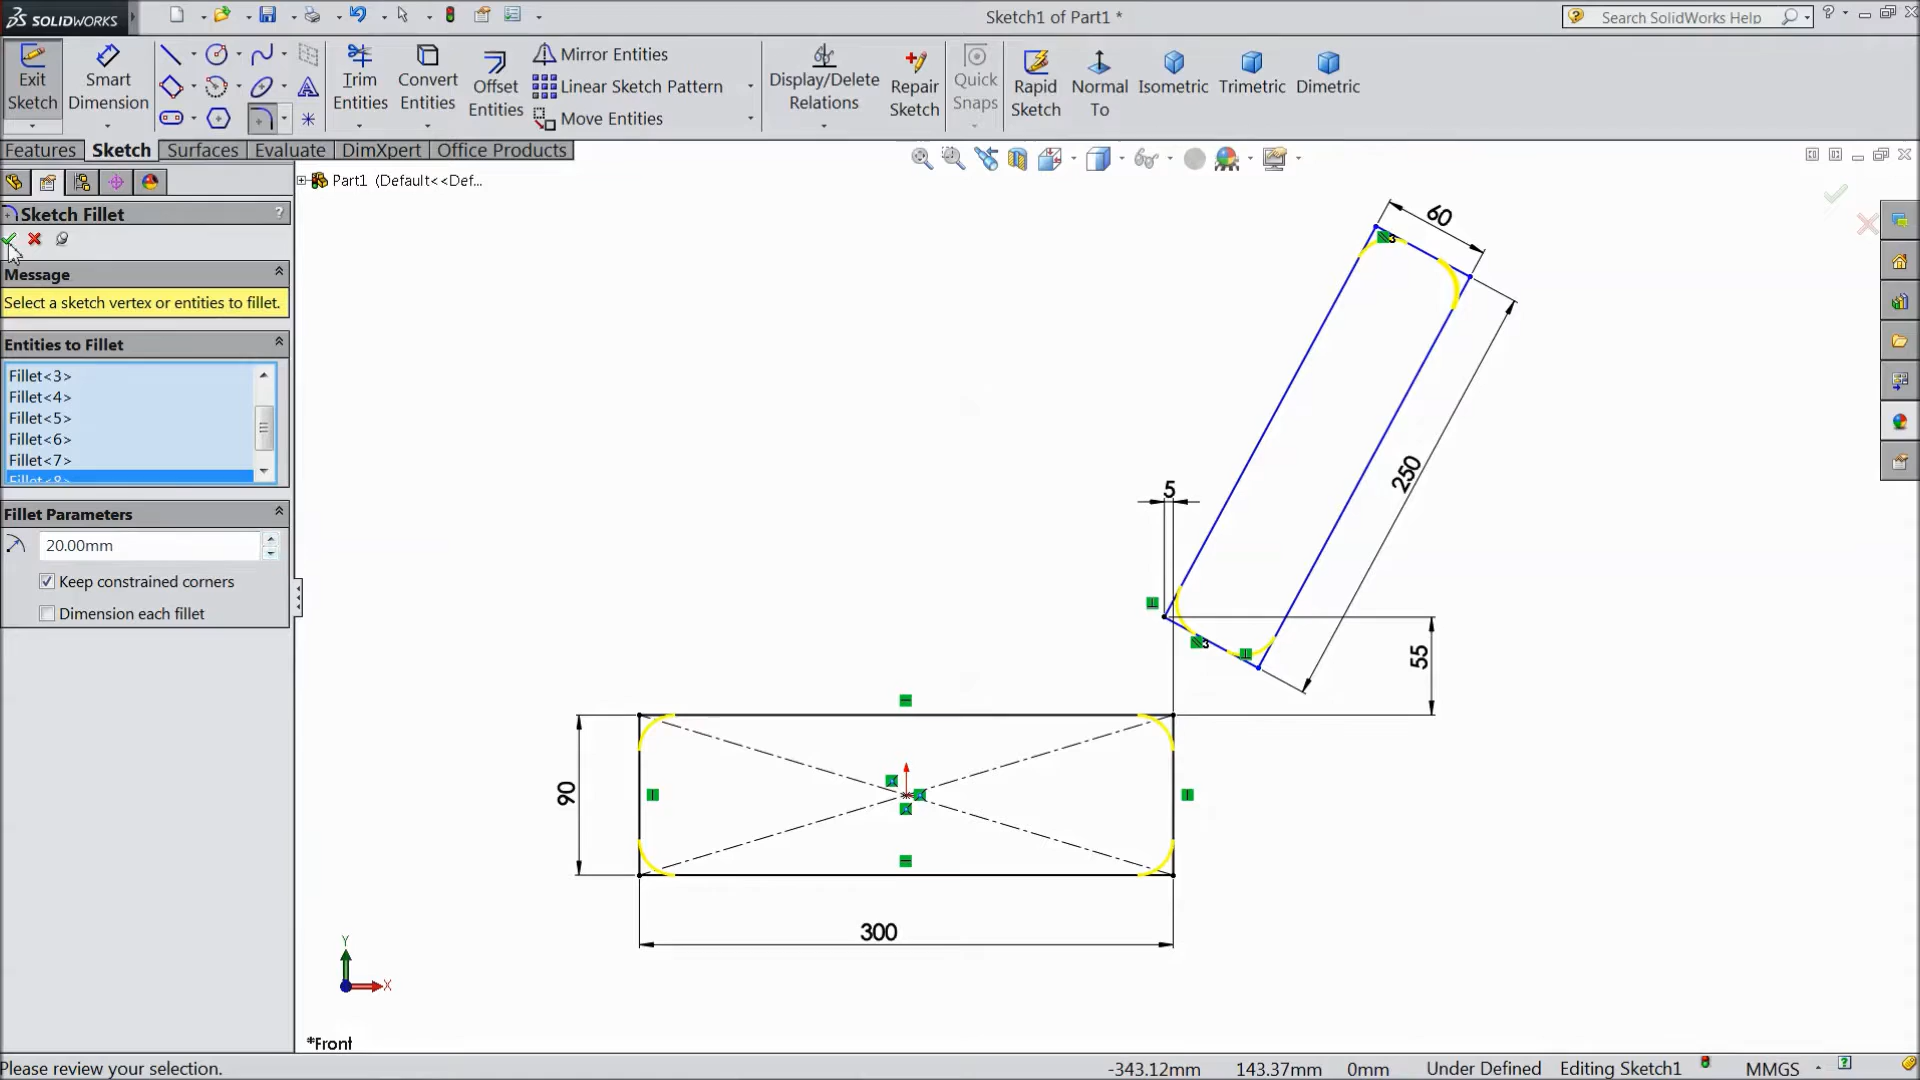 SOLIDWORKS
Sketch1 of Part1 *
Search SolidWorks Help
Exit Sketch
Smart Dimension
Trim Entities
Convert Entities
Offset Entities
Mirror Entities
Linear Sketch Pattern
Move Entities
Display/Delete Relations
Repair Sketch
Quick Snaps
Rapid Sketch
Normal To
Isometric
Trimetric
Dimetric
Features
Sketch
Surfaces
Evaluate
DimXpert
Office Products
Part1 (Default<<Def...
Sketch Fillet
?
Message
Select a sketch vertex or entities to fillet.
Entities to Fillet
Fillet<3>
Fillet<4>
Fillet<5>
Fillet<6>
Fillet<7>
Fillet<8>
Fillet Parameters
20.00mm
Keep constrained corners
Dimension each fillet
60
3
250
5
3
55
90
300
Y
X
*Front
Please review your selection.
-343.12mm
143.37mm
0mm
Under Defined
Editing Sketch1
MMGS